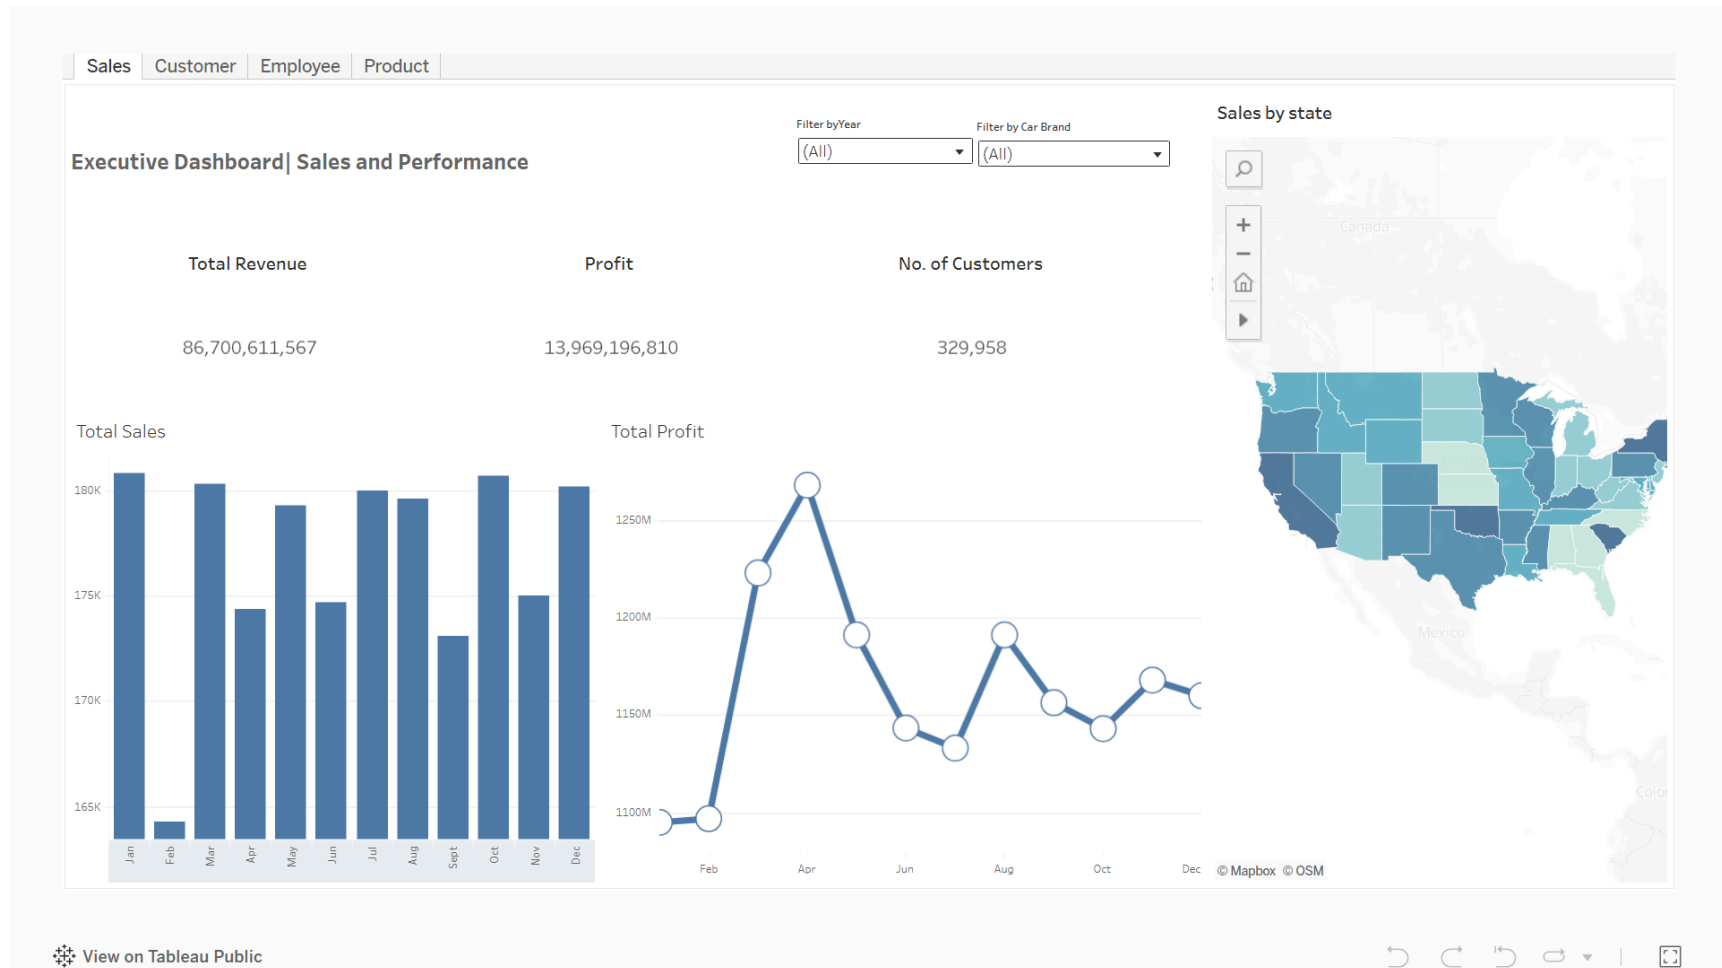 Sales Customer Employee Product
Executive Dashboard| Sales and Performance
Filter byYear
(All)
Filter by Car Brand
(All)
Total Revenue
86,700,611,567
Profit
13,969,196,810
No. of Customers
329,958
Total Sales
180K
175K
170K
165K
Jan Feb Mar Apr May Jun Jul Aug Sept Oct Nov Dec
Total Profit
1250M
1200M
1150M
1100M
Feb Apr Jun Aug Oct Dec
Sales by state
Canada
Mexico
© Mapbox © OSM
View on Tableau Public